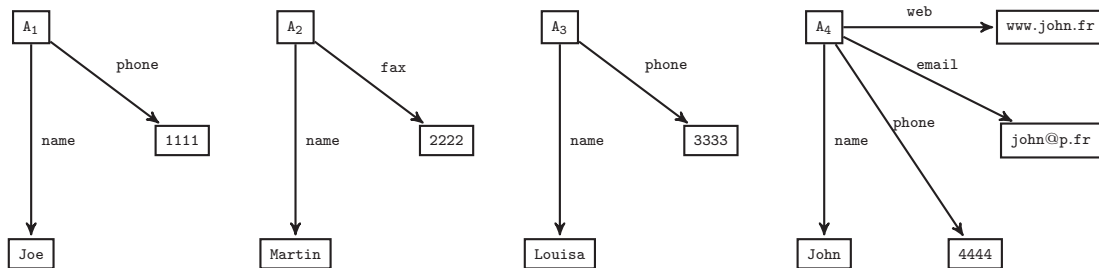 A1
phone
name
1111
Joe
A2
fax
name
2222
Martin
A3
phone
name
3333
Louisa
A4
web
www.john.fr
email
phone
name
john@p.fr
John
4444